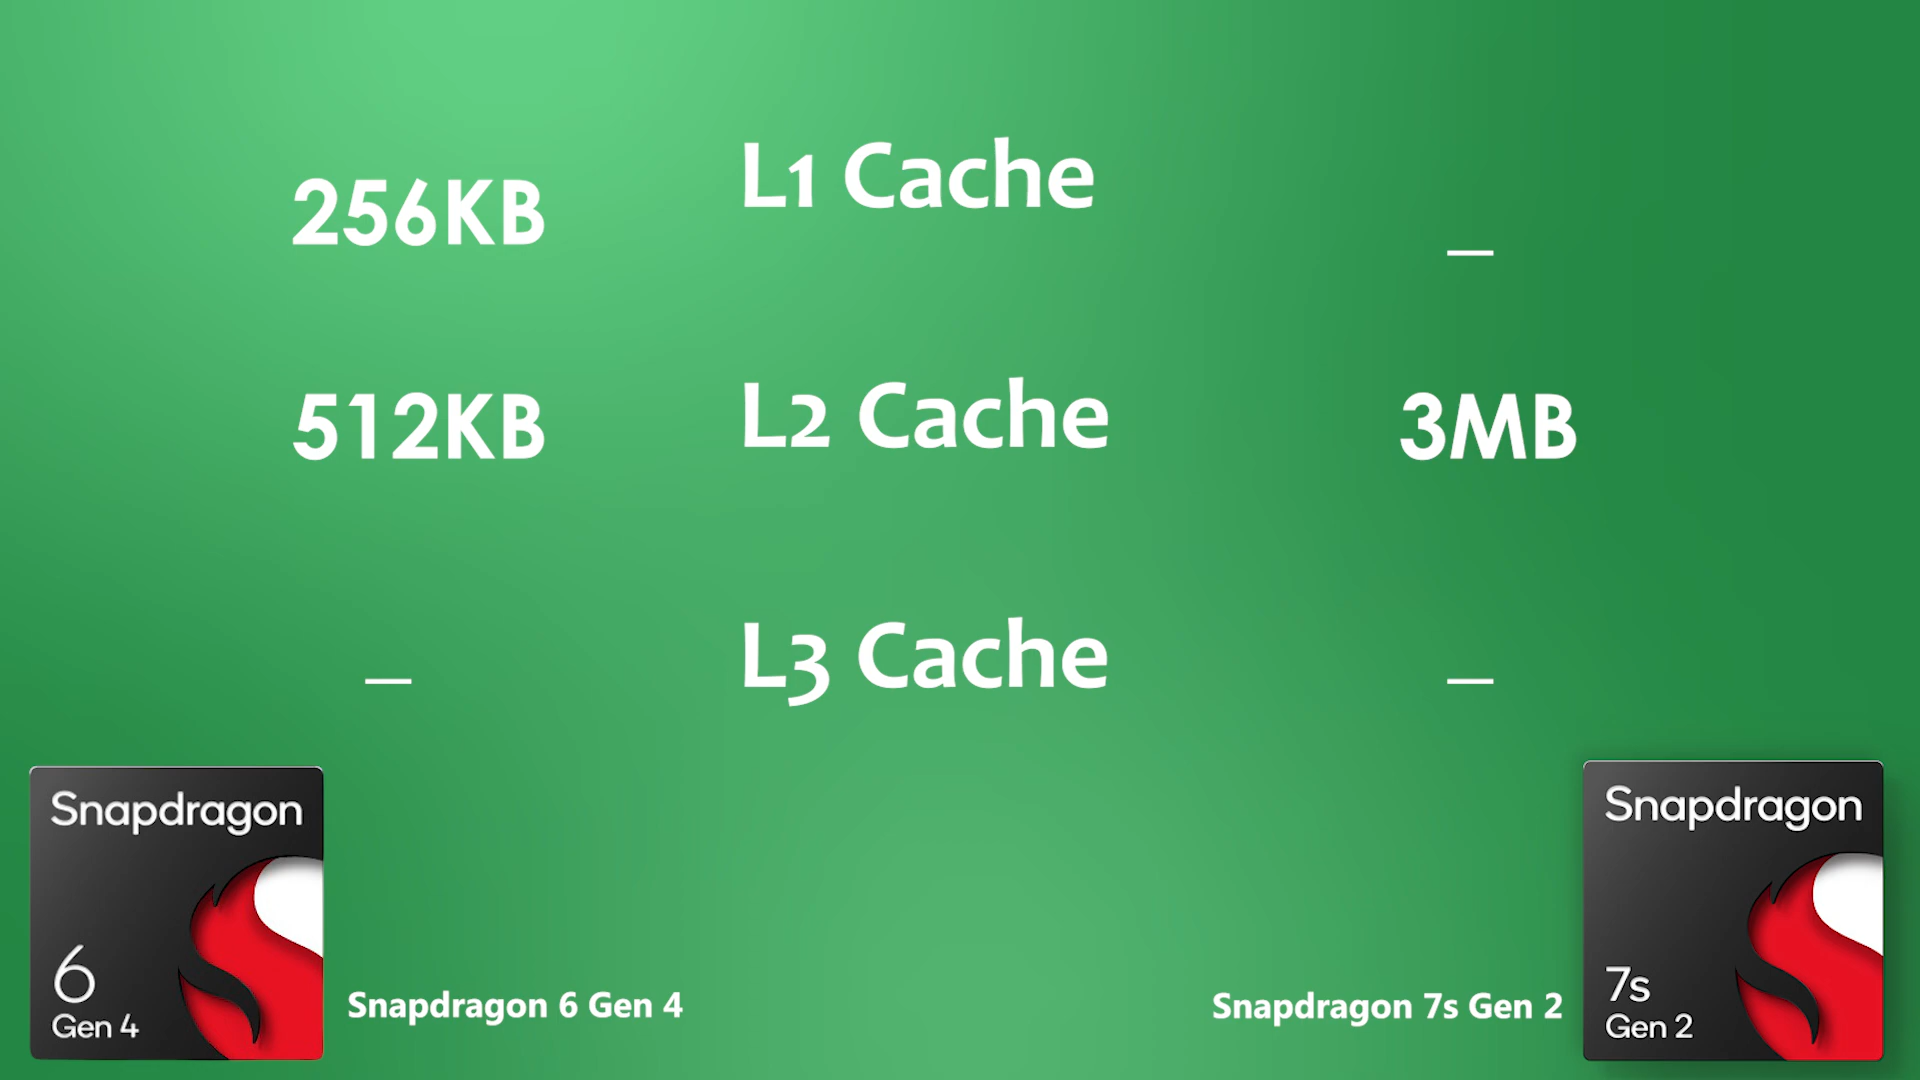 256KB L1 Cache _
512KB L2 Cache 3MB
_ L3 Cache _
Snapdragon
6
Gen 4
Snapdragon 6 Gen 4
Snapdragon 7s Gen 2
Snapdragon
7s
Gen 2